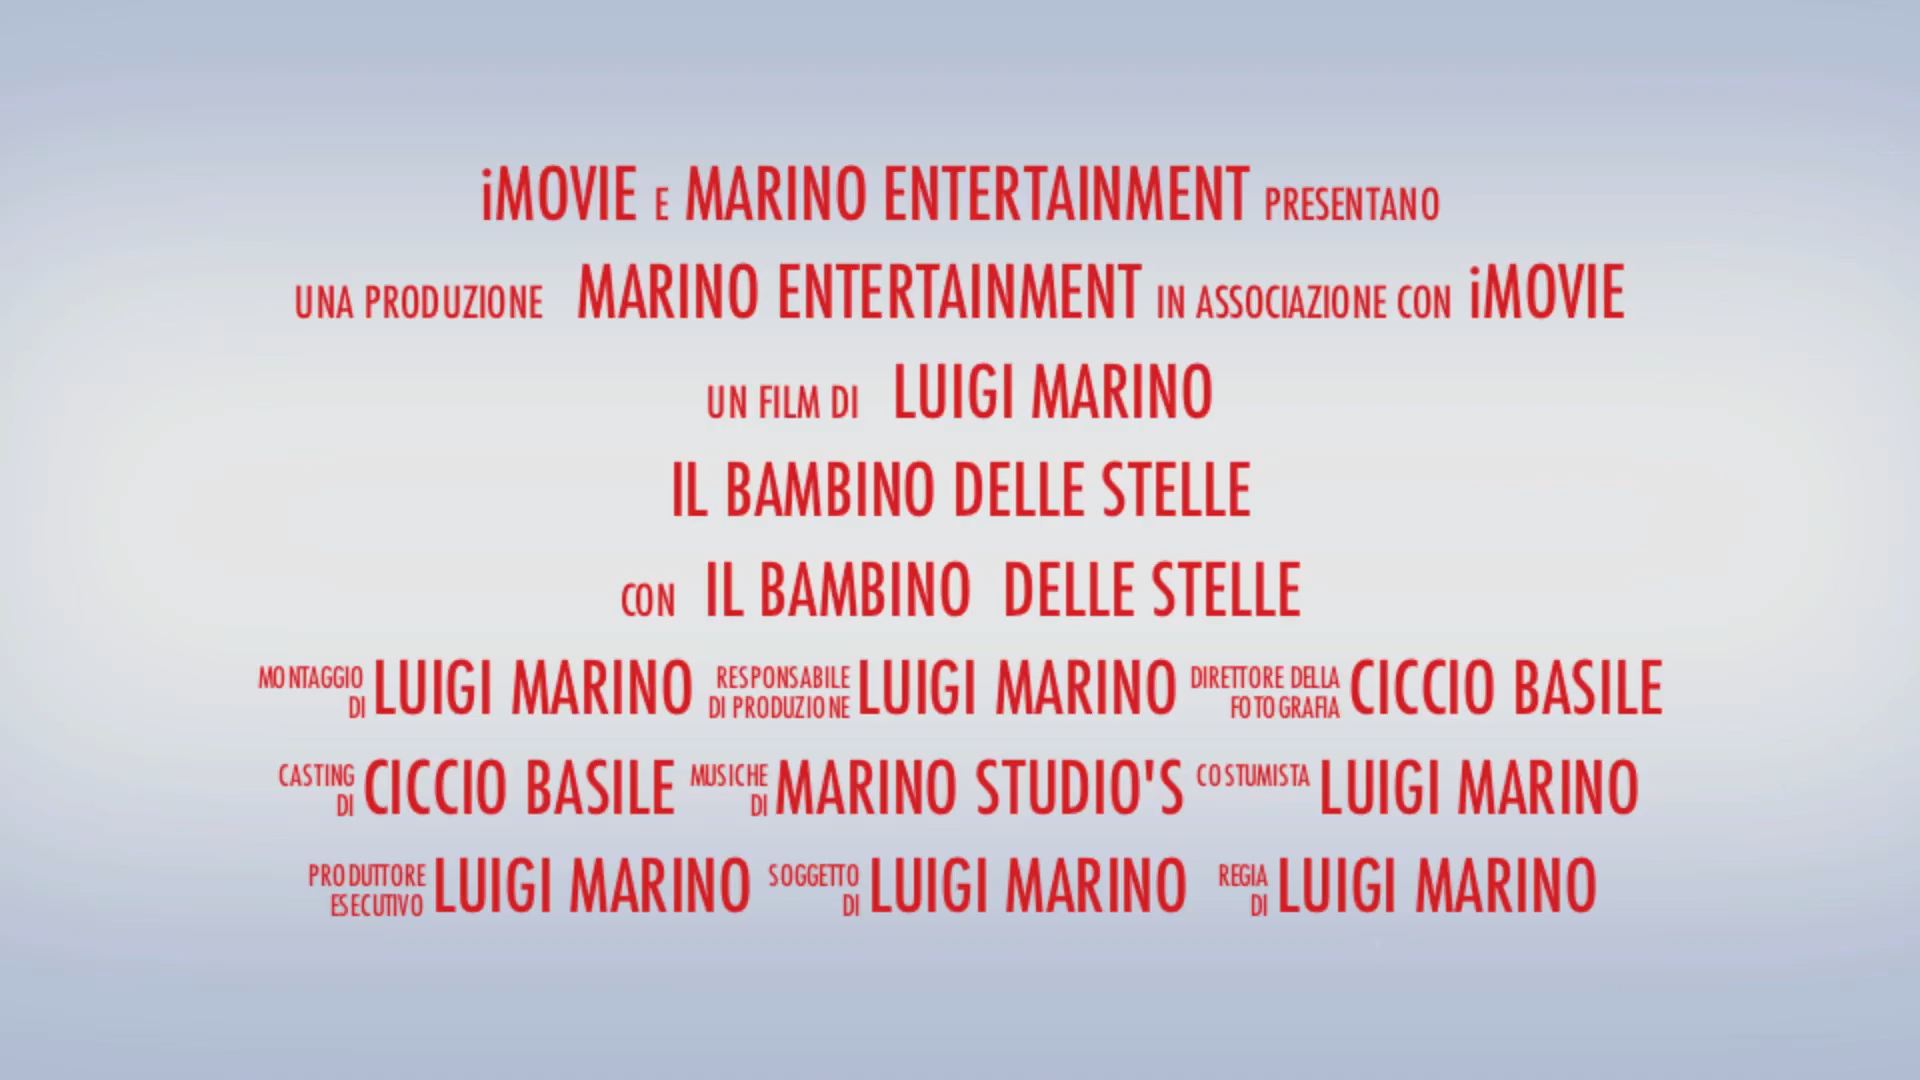 iMOVIE E MARINO ENTERTAINMENT PRESENTANO
UNA PRODUZIONE MARINO ENTERTAINMENT IN ASSOCIAZIONE CON iMOVIE
UN FILM DI LUIGI MARINO
IL BAMBINO DELLE STELLE
CON IL BAMBINO DELLE STELLE
MONTAGGIO DI LUIGI MARINO RESPONSABILE DI PRODUZIONE LUIGI MARINO DIRETTORE DELLA FOTOGRAFIA CICCIO BASILE
CASTING DI CICCIO BASILE MUSICHE DI MARINO STUDIO'S COSTUMISTA LUIGI MARINO
PRODUTTORE ESECUTIVO LUIGI MARINO SOGGETTO DI LUIGI MARINO REGIA DI LUIGI MARINO